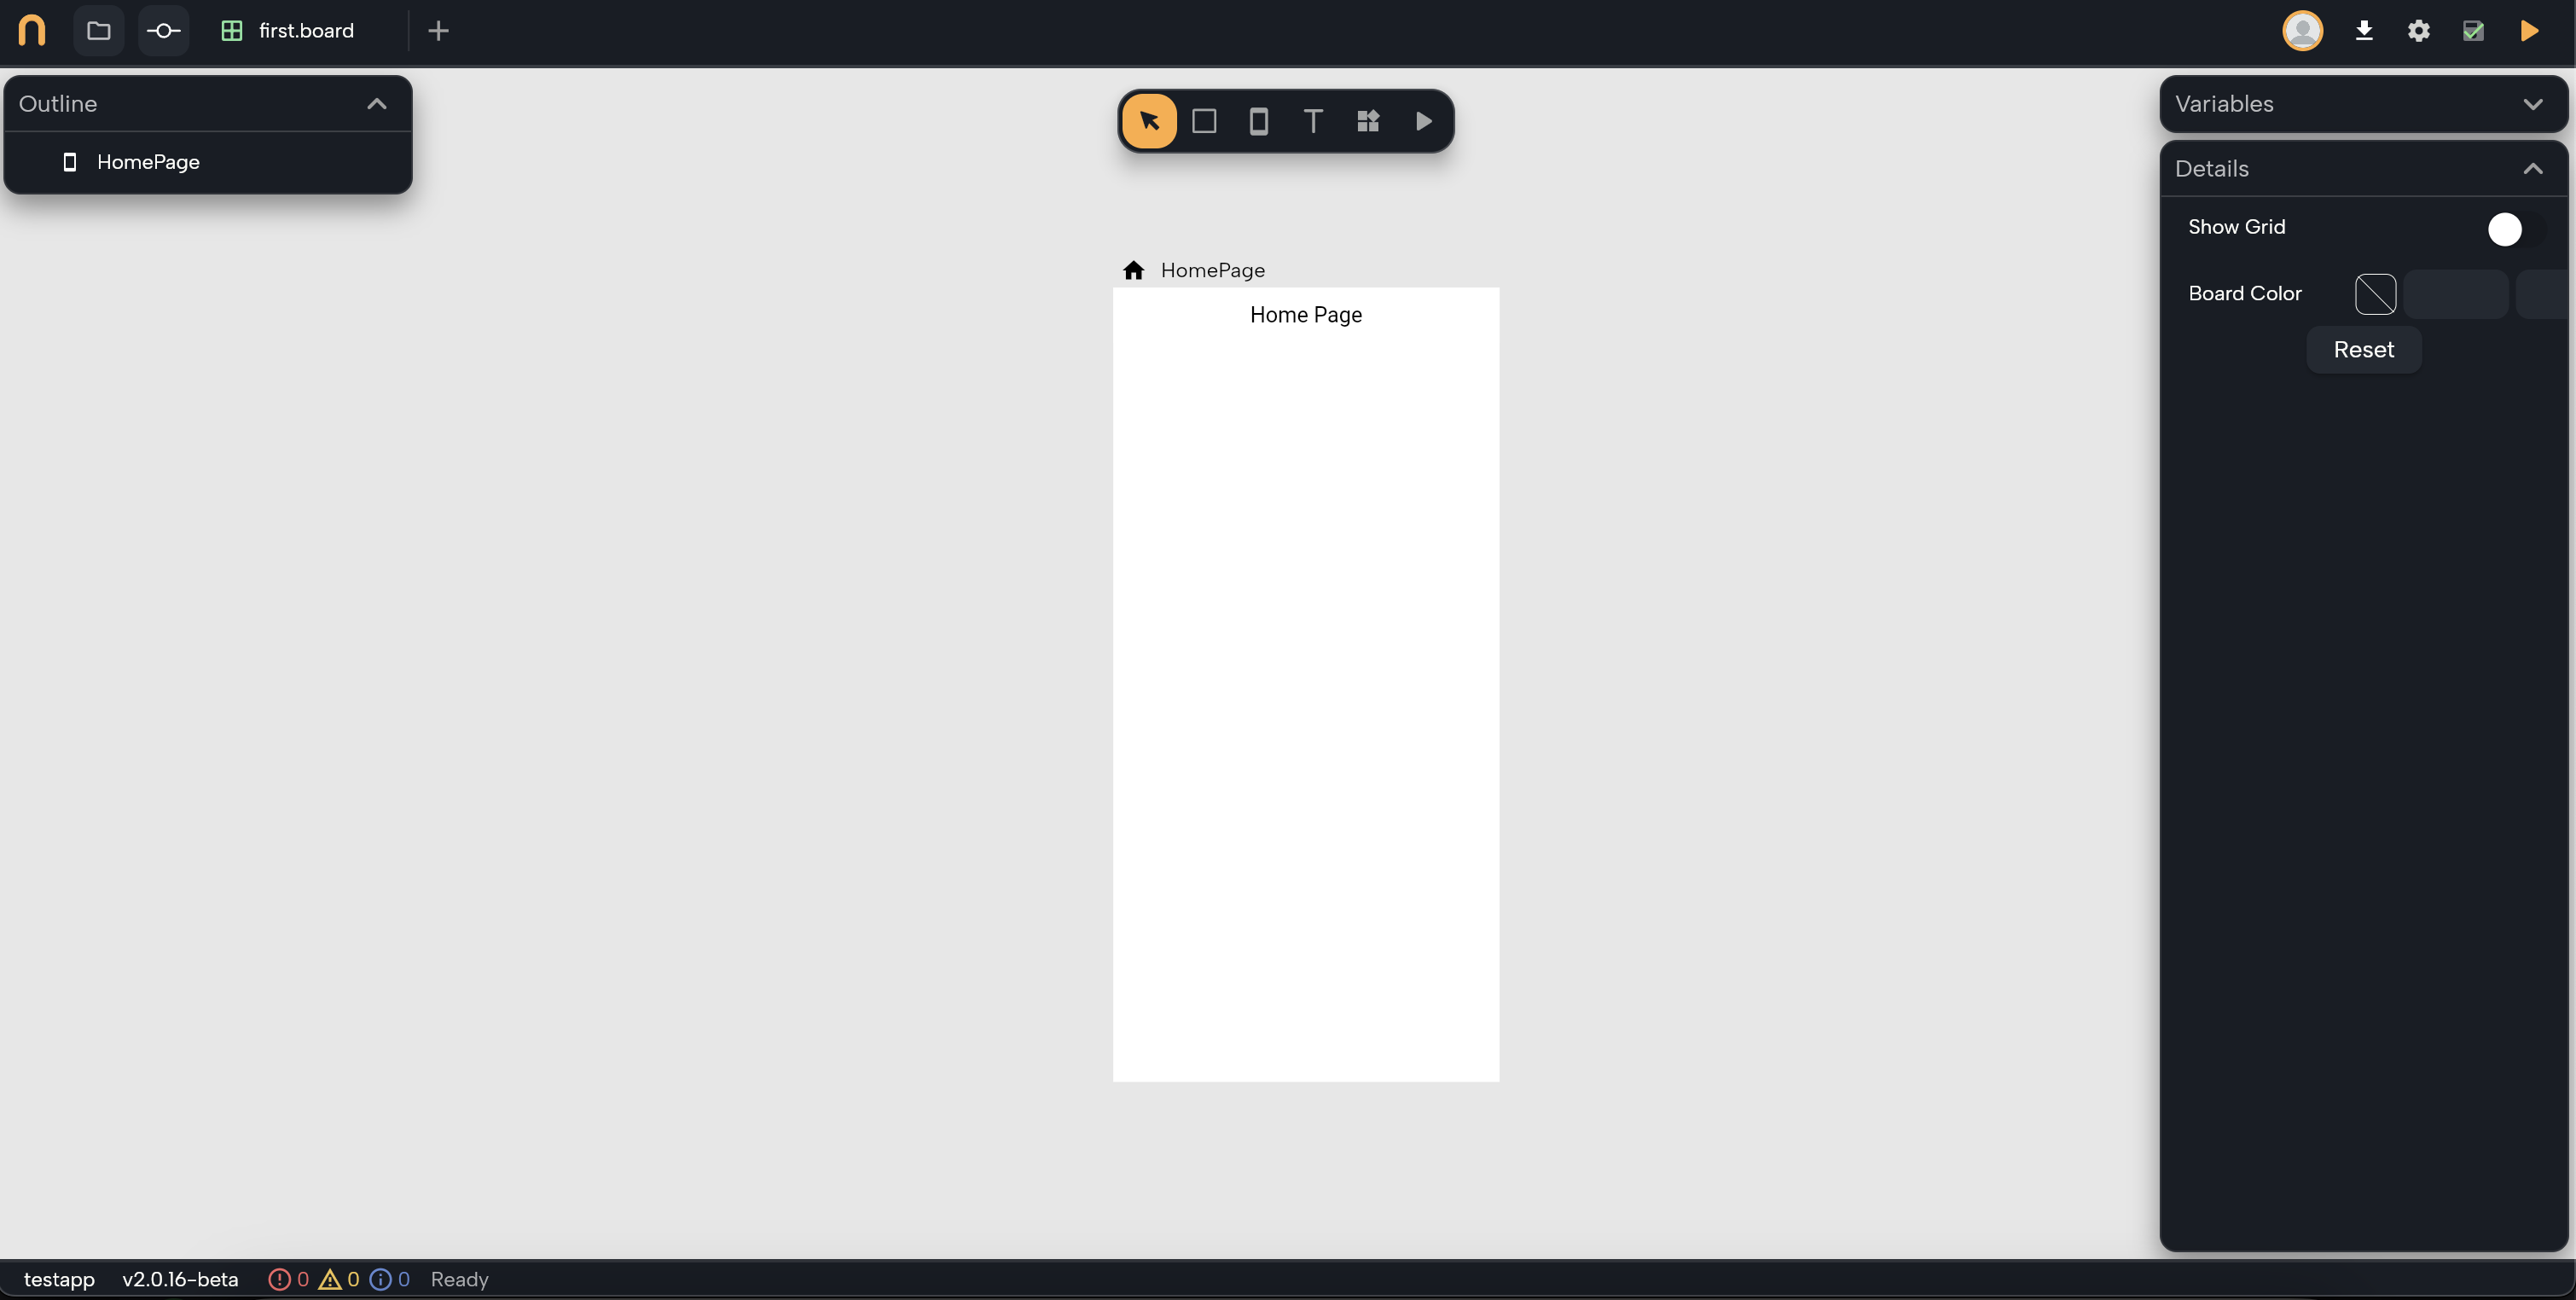 first.board
Outline
HomePage
HomePage
Home Page
Variables
Details
Show Grid
Board Color
Reset
testapp v2.0.16-beta 0 0 0 Ready